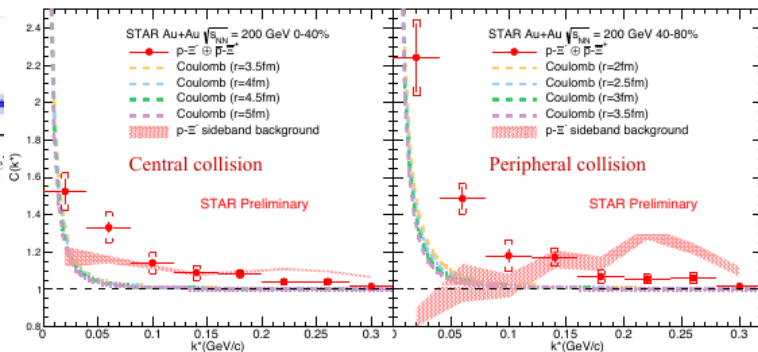 STAR Au+Au √sNN = 200 GeV 0-40%
p-Ξ⁻ ⊕ p̄-Ξ̄⁺
Coulomb (r=3.5fm)
Coulomb (r=4fm)
Coulomb (r=4.5fm)
Coulomb (r=5fm)
p-Ξ⁻ sideband background
Central collision
STAR Preliminary
C(k*)
2.4
2.2
2
1.8
1.6
1.4
1.2
1
0.8
0
0.05
0.1
0.15
0.2
0.25
0.3
k*(GeV/c)
STAR Au+Au √sNN = 200 GeV 40-80%
p-Ξ⁻ ⊕ p̄-Ξ̄⁺
Coulomb (r=2fm)
Coulomb (r=2.5fm)
Coulomb (r=3fm)
Coulomb (r=3.5fm)
p-Ξ⁻ sideband background
Peripheral collision
STAR Preliminary
0
0.05
0.1
0.15
0.2
0.25
0.3
k*(GeV/c)